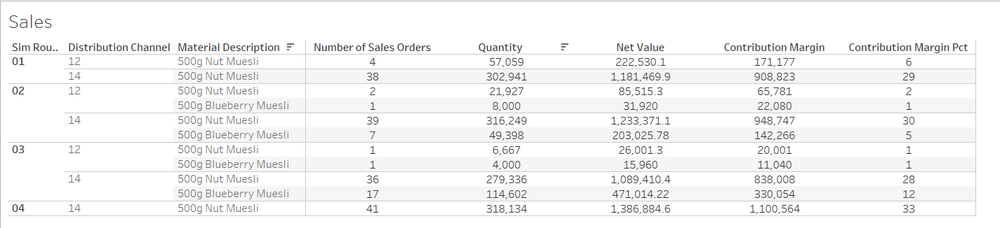 Sales
Sim Rou.. Distribution Channel Material Description Number of Sales Orders Quantity Net Value Contribution Margin Contribution Margin Pct
01 12 500g Nut Muesli 4 57,059 222,530.1 171,177 6
14 500g Nut Muesli 38 302,941 1,181,469.9 908,823 29
02 12 500g Nut Muesli 2 21,927 85,515.3 65,781 2
500g Blueberry Muesli 1 8,000 31,920 22,080 1
14 500g Nut Muesli 39 316,249 1,233,371.1 948,747 30
500g Blueberry Muesli 7 49,398 203,025.78 142,266 5
03 12 500g Nut Muesli 1 6,667 26,001.3 20,001 1
500g Blueberry Muesli 1 4,000 15,960 11,040 1
14 500g Nut Muesli 36 279,336 1,089,410.4 838,008 28
500g Blueberry Muesli 17 114,602 471,014.22 330,054 12
04 14 500g Nut Muesli 41 318,134 1,386,884.6 1,100,564 33